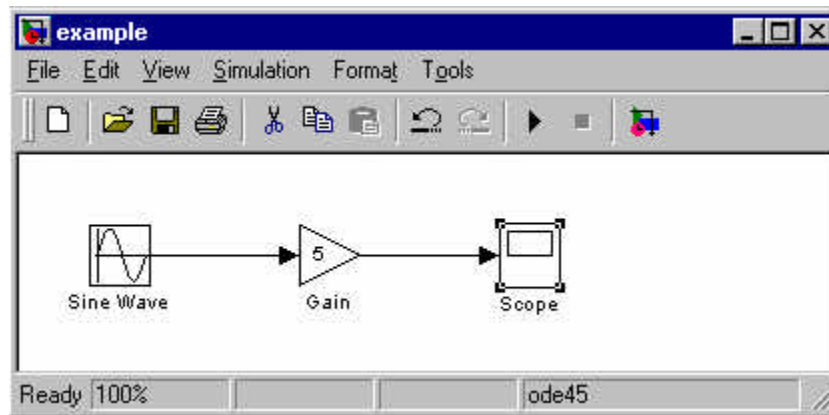 example
File Edit View Simulation Format Tools
5
Sine Wave Gain Scope
Ready 100% ode45